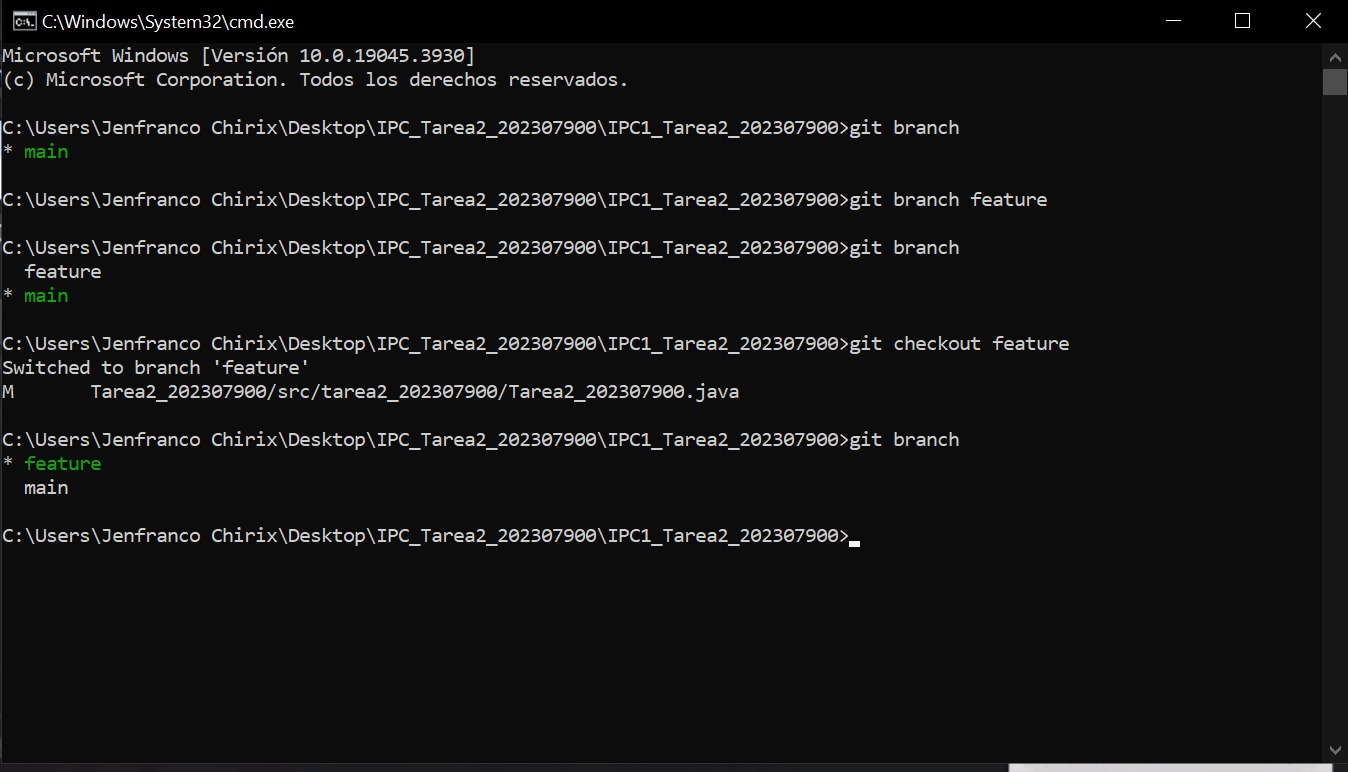 C:\Windows\System32\cmd.exe
Microsoft Windows [Versión 10.0.19045.3930]
(c) Microsoft Corporation. Todos los derechos reservados.
C:\Users\Jenfranco Chirix\Desktop\IPC_Tarea2_202307900\IPC1_Tarea2_202307900>git branch
* main
C:\Users\Jenfranco Chirix\Desktop\IPC_Tarea2_202307900\IPC1_Tarea2_202307900>git branch feature
C:\Users\Jenfranco Chirix\Desktop\IPC_Tarea2_202307900\IPC1_Tarea2_202307900>git branch
  feature
* main
C:\Users\Jenfranco Chirix\Desktop\IPC_Tarea2_202307900\IPC1_Tarea2_202307900>git checkout feature
Switched to branch 'feature'
M       Tarea2_202307900/src/tarea2_202307900/Tarea2_202307900.java
C:\Users\Jenfranco Chirix\Desktop\IPC_Tarea2_202307900\IPC1_Tarea2_202307900>git branch
* feature
  main
C:\Users\Jenfranco Chirix\Desktop\IPC_Tarea2_202307900\IPC1_Tarea2_202307900>